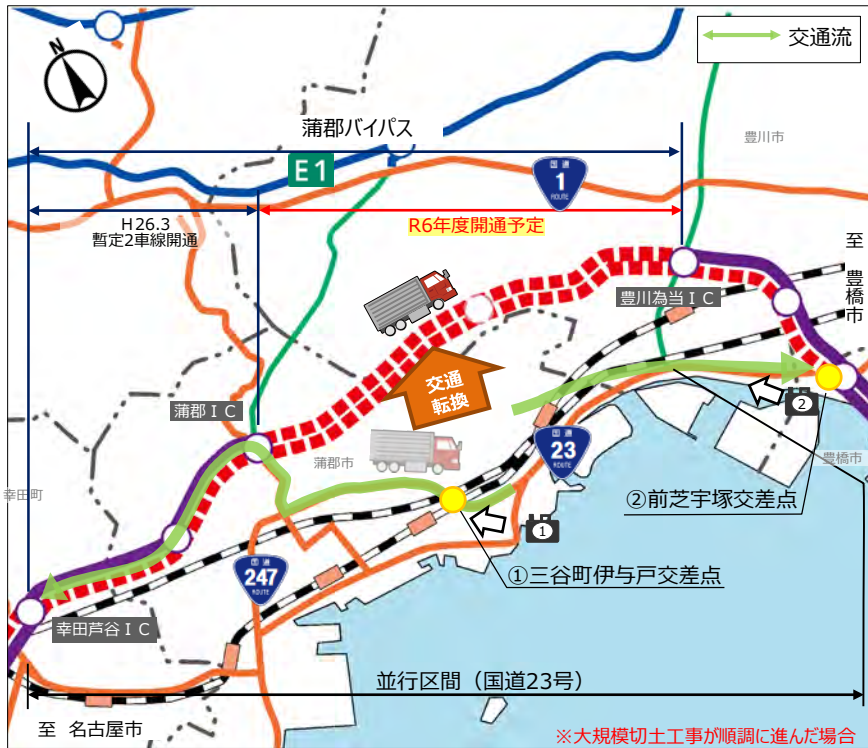 交通流
N
蒲郡バイパス
豊川市
E1
国道
1
ROUTE
H26.3
暫定2車線開通
R6年度開通予定
至 豊橋市
豊川為当IC
交通
転換
蒲郡IC
②
国道
23
ROUTE
蒲郡市
豊橋市
幸田町
②前芝宇塚交差点
①
国道
247
ROUTE
①三谷町伊与戸交差点
幸田芦谷IC
並行区間(国道23号)
至 名古屋市
※大規模切土工事が順調に進んだ場合